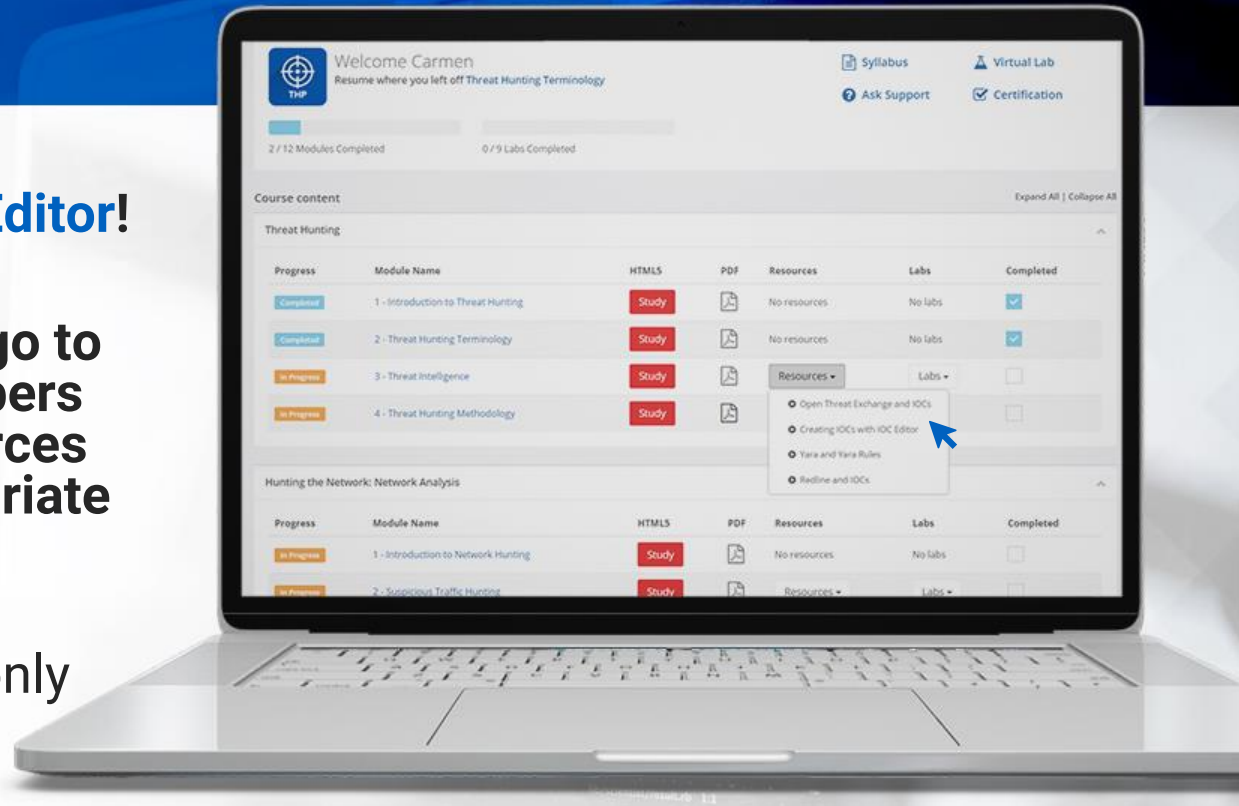 Editor!
go to
bers
rces
riate
only
THP
Welcome Carmen
Resume where you left off Threat Hunting Terminology
Syllabus
Virtual Lab
Ask Support
Certification
2 / 12 Modules Completed
0 / 9 Labs Completed
Course content
Expand All | Collapse All
Threat Hunting
Progress Module Name HTML5 PDF Resources Labs Completed
Completed 1 - Introduction to Threat Hunting Study No resources No labs
Completed 2 - Threat Hunting Terminology Study No resources No labs
In Progress 3 - Threat Intelligence Study Resources Labs
In Progress 4 - Threat Hunting Methodology Study
Open Threat Exchange and IOCs
Creating IOCs with IOC Editor
Yara and Yara Rules
Redline and IOCs
Hunting the Network: Network Analysis
Progress Module Name HTML5 PDF Resources Labs Completed
In Progress 1 - Introduction to Network Hunting Study No resources No labs
In Progress 2 - Suspicious Traffic Hunting Study Resources Labs